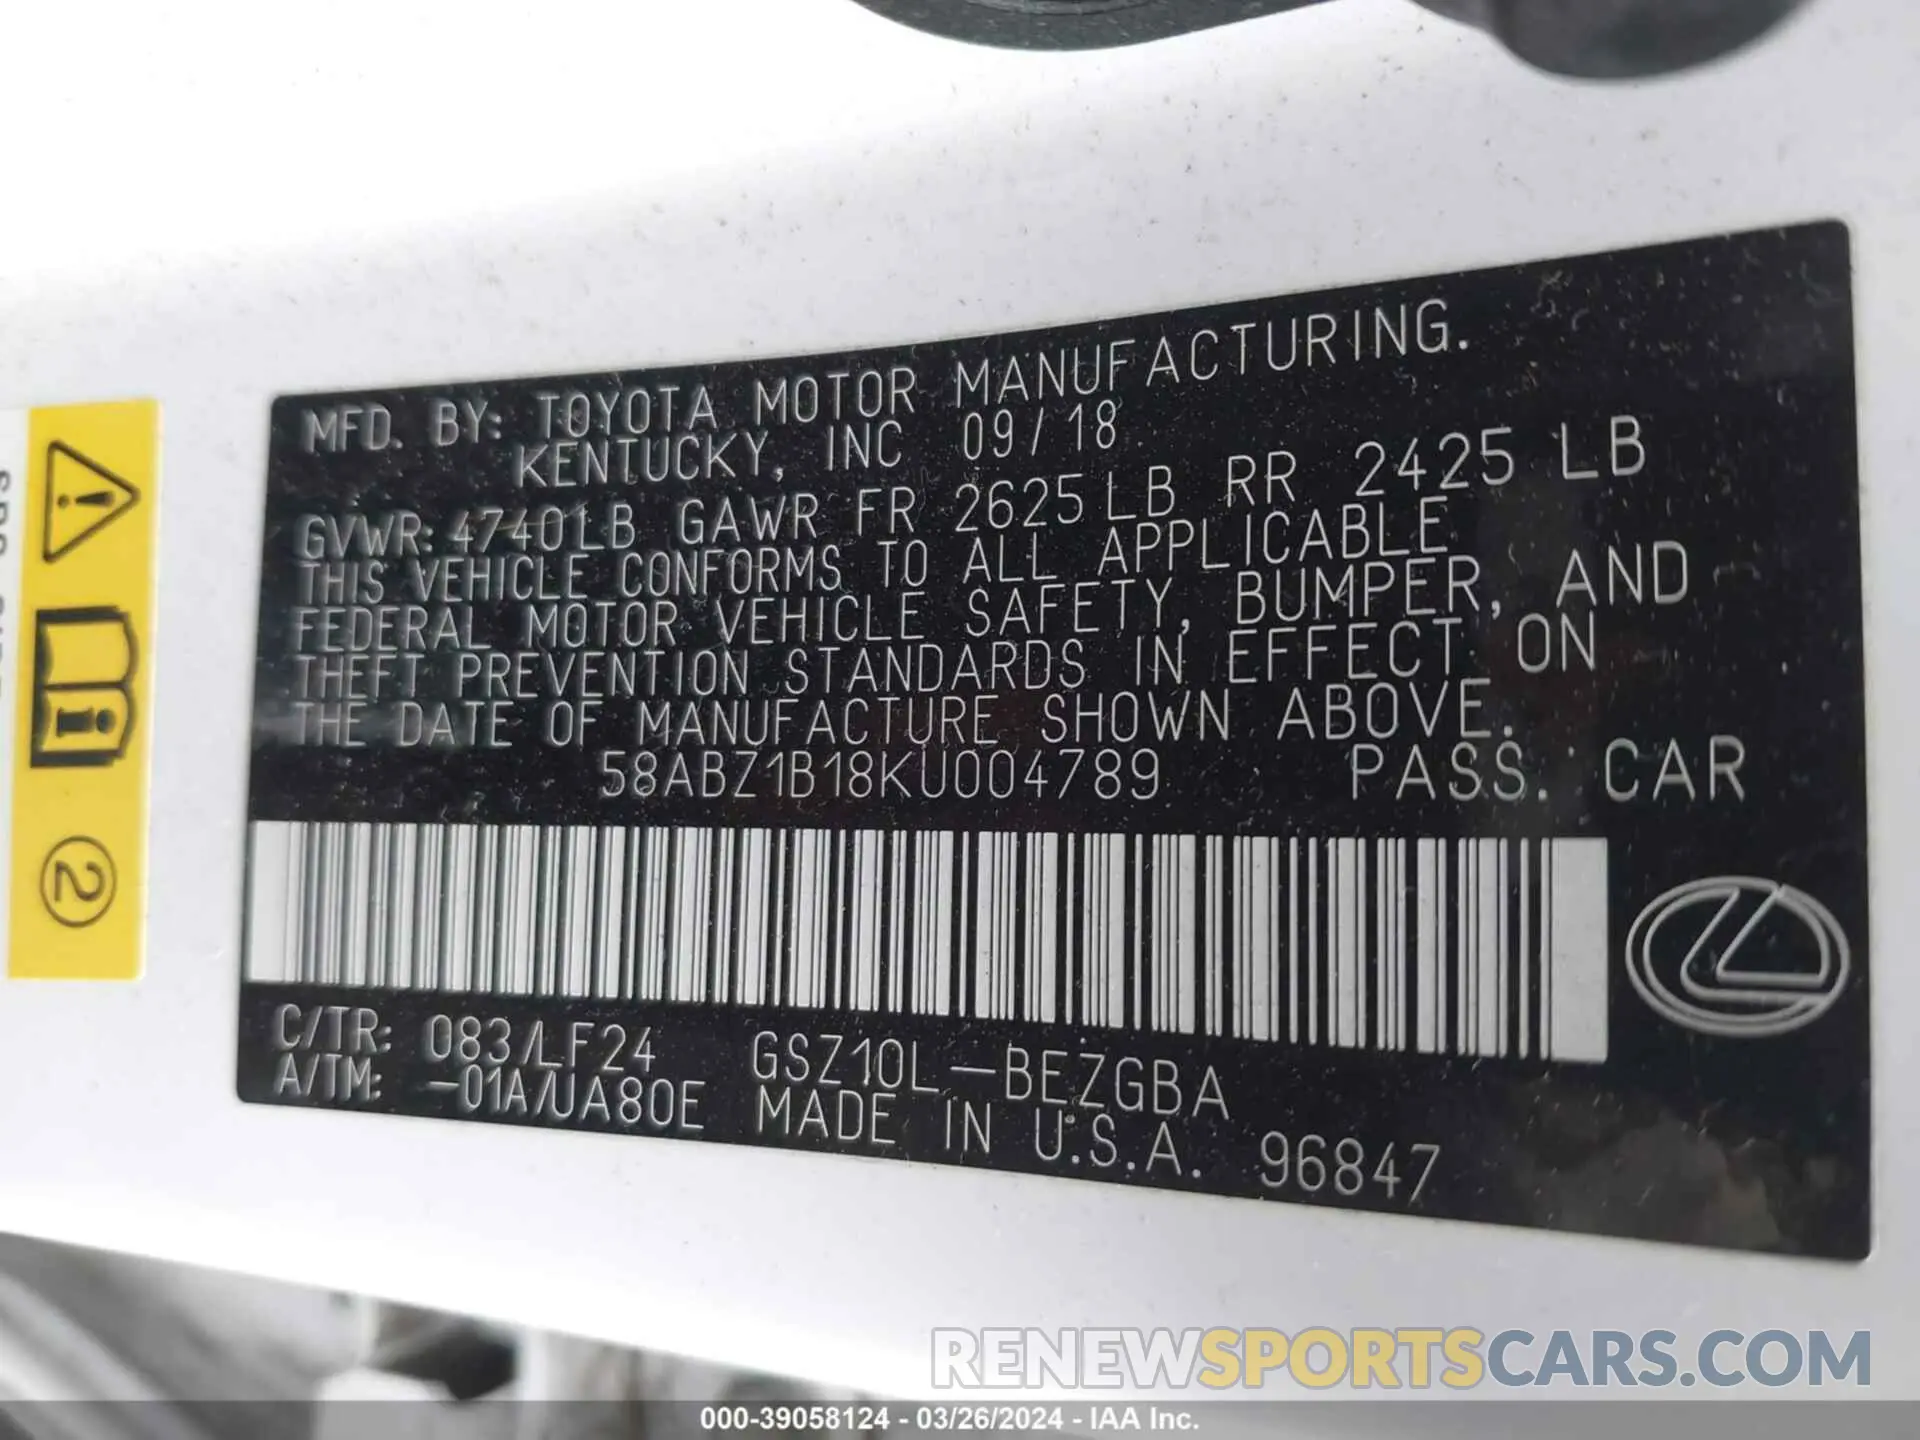 MFD. BY: TOYOTA MOTOR MANUFACTURING.
KENTUCKY, INC 09/18
GVWR: 4740LB GAWR FR 2625LB RR 2425 LB
THIS VEHICLE CONFORMS TO ALL APPLICABLE
FEDERAL MOTOR VEHICLE SAFETY, BUMPER, AND
THEFT PREVENTION STANDARDS IN EFFECT ON
THE DATE OF MANUFACTURE SHOWN ABOVE.
58ABZ1B18KU004789 PASS. CAR
C/TR: 083/LF24 GSZ10L-BEZGBA
A/TM: -01A/UA80E MADE IN U.S.A. 96847
2
RENEWSPORTSCARS.COM
000-39058124 - 03/26/2024 - IAA Inc.